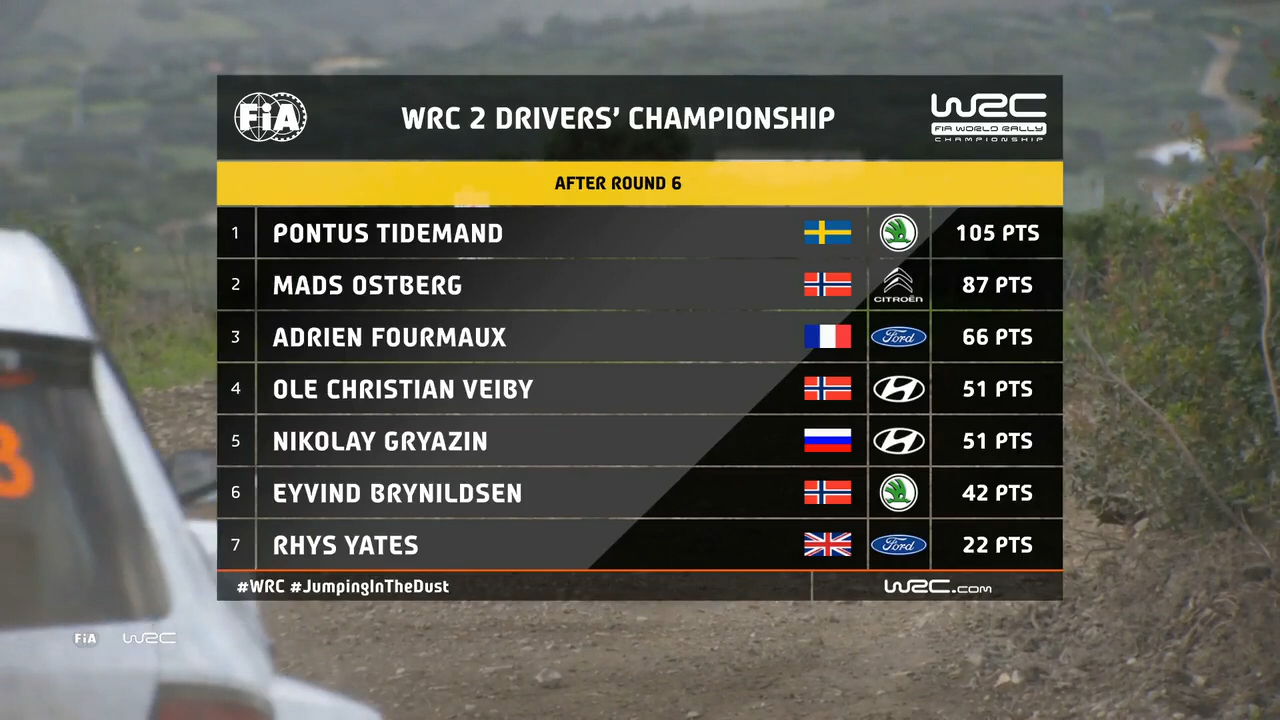 FiA
WRC 2 DRIVERS' CHAMPIONSHIP
WRC
FIA WORLD RALLY
CHAMPIONSHIP
AFTER ROUND 6
1 PONTUS TIDEMAND 105 PTS
2 MADS OSTBERG CITROËN 87 PTS
3 ADRIEN FOURMAUX Ford 66 PTS
4 OLE CHRISTIAN VEIBY 51 PTS
5 NIKOLAY GRYAZIN 51 PTS
6 EYVIND BRYNILDSEN 42 PTS
7 RHYS YATES Ford 22 PTS
#WRC #JumpingInTheDust WRC.COM
8
FiA WRC